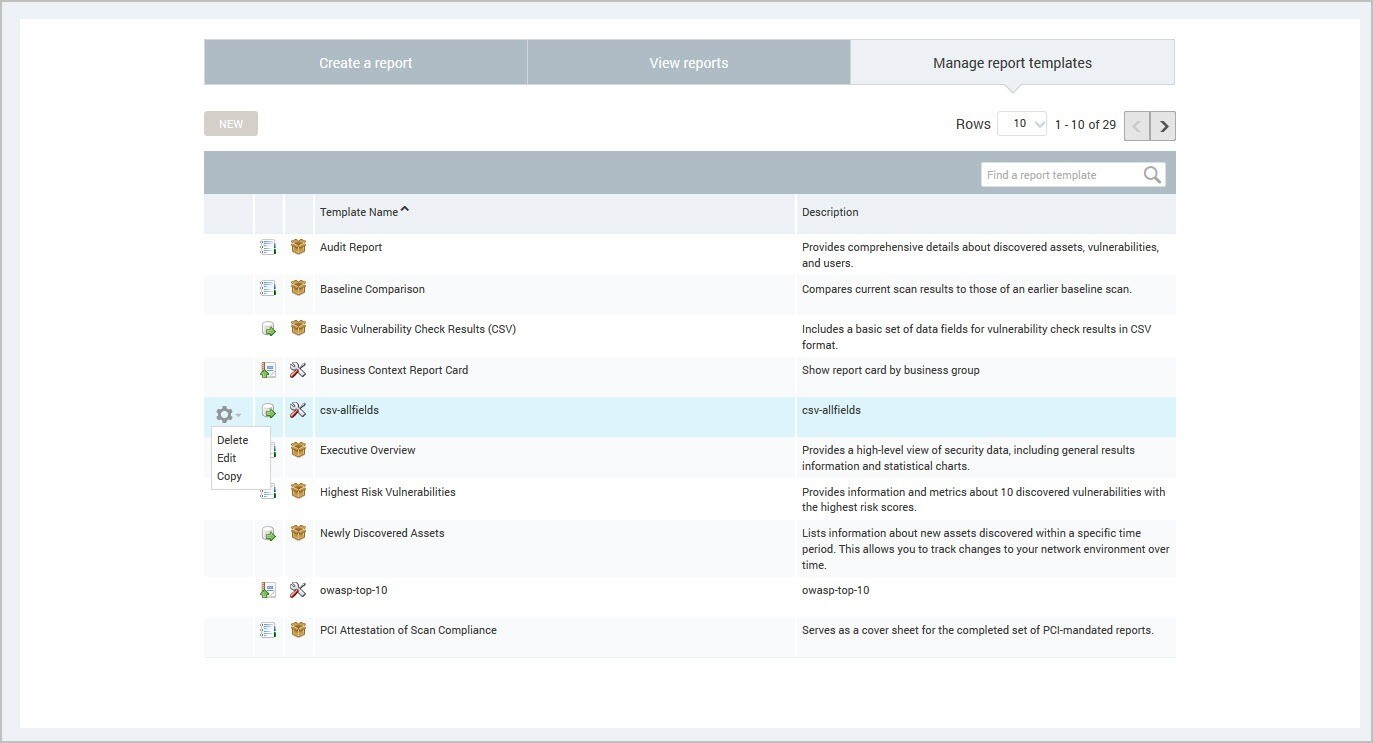 Create a report
View reports
Manage report templates
NEW
Rows 10 1 - 10 of 29
Find a report template
Template Name Description
Audit Report Provides comprehensive details about discovered assets, vulnerabilities,
and users.
Baseline Comparison Compares current scan results to those of an earlier baseline scan.
Basic Vulnerability Check Results (CSV) Includes a basic set of data fields for vulnerability check results in CSV
format.
Business Context Report Card Show report card by business group
csv-allfields csv-allfields
Delete
Edit
Copy
Executive Overview Provides a high-level view of security data, including general results
information and statistical charts.
Highest Risk Vulnerabilities Provides information and metrics about 10 discovered vulnerabilities with
the highest risk scores.
Newly Discovered Assets Lists information about new assets discovered within a specific time
period. This allows you to track changes to your network environment over
time.
owasp-top-10 owasp-top-10
PCI Attestation of Scan Compliance Serves as a cover sheet for the completed set of PCI-mandated reports.